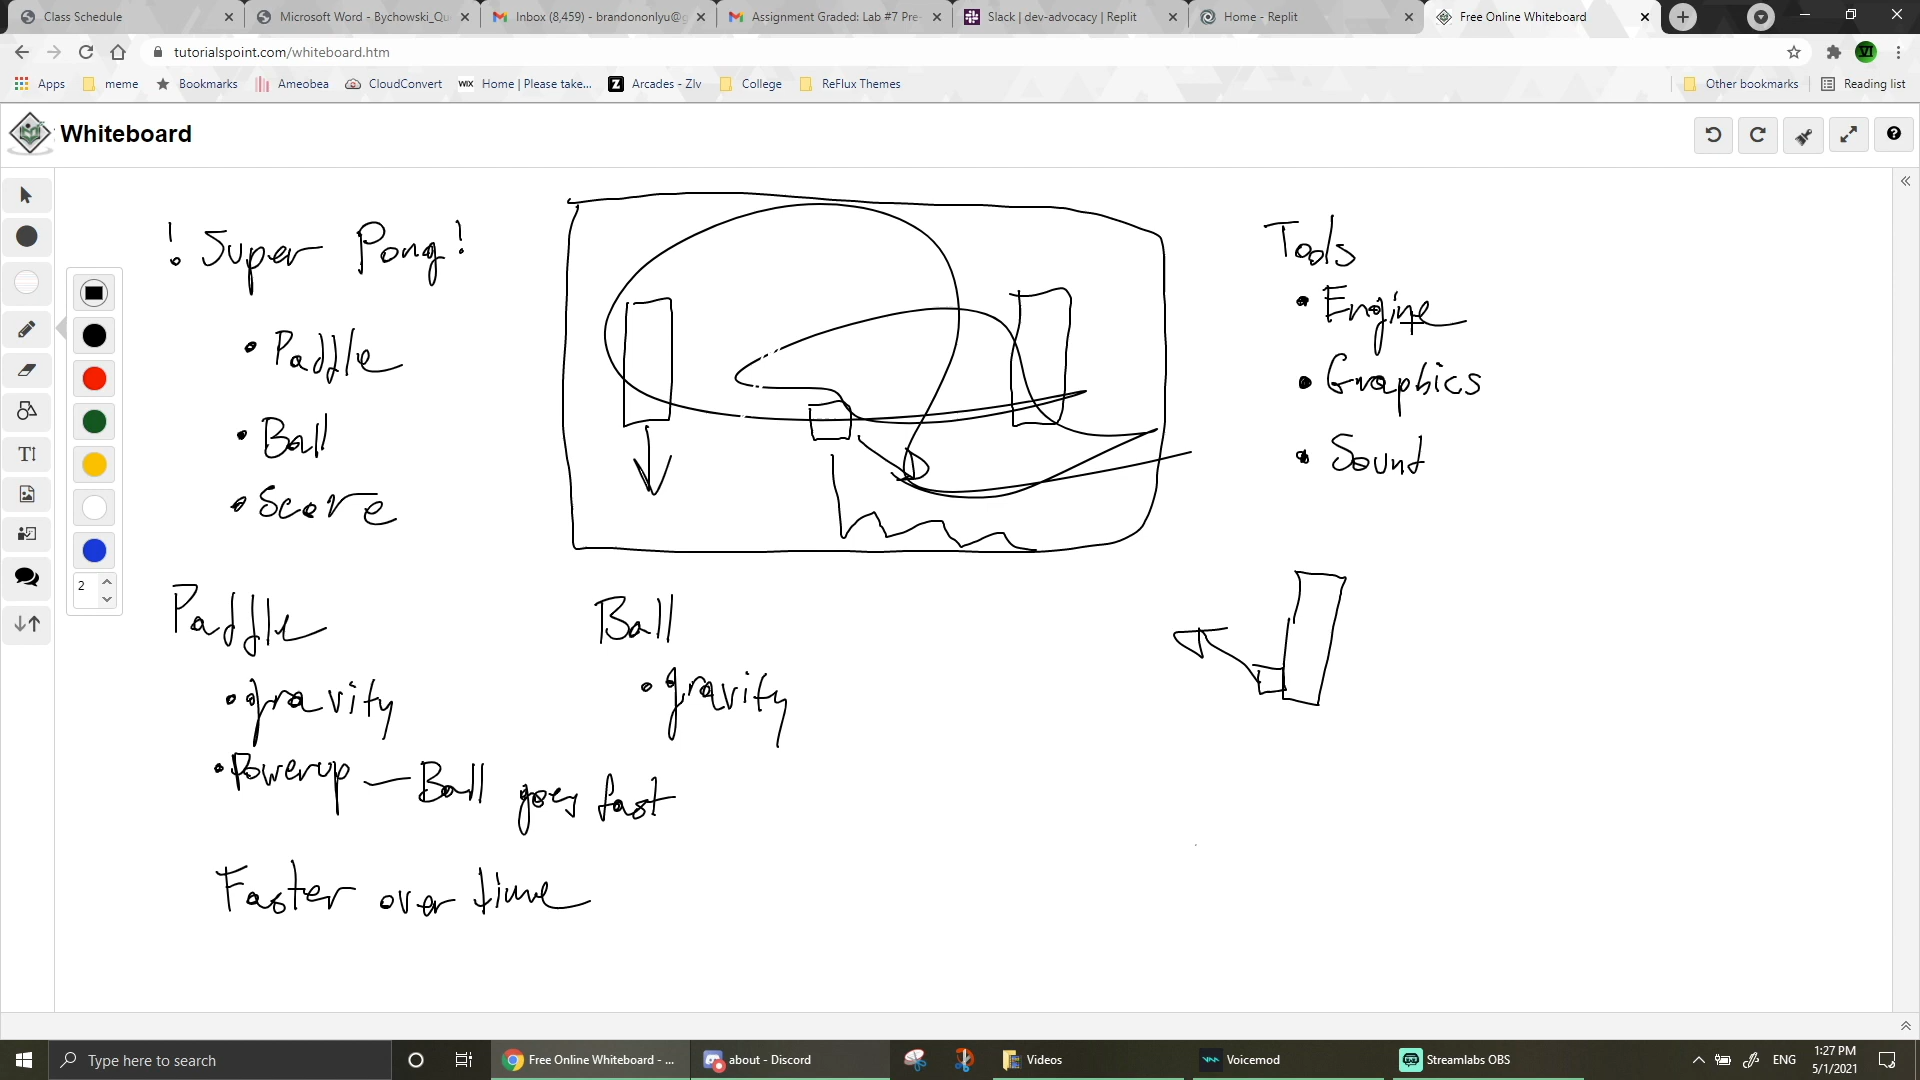 Class Schedule
Microsoft Word - Bychowski_Qu
Inbox (8,459) - brandononlyu@g
Assignment Graded: Lab #7 Pre-
Slack | dev-advocacy | Replit
Home - Replit
Free Online Whiteboard
tutorialspoint.com/whiteboard.htm
VI
Apps
meme
Bookmarks
Ameobea
CloudConvert
WiX
Home | Please take...
Z
Arcades - Zlv
College
ReFlux Themes
Other bookmarks
Reading list
Whiteboard
! Super Pong!
• Paddle
• Ball
• Score
Tools
• Engine
• Graphics
• Sound
2
Paddle
• gravity
• Powerup — Ball goes fast
Faster over time
Ball
• gravity
Type here to search
Free Online Whiteboard - ...
about - Discord
Videos
Voicemod
Streamlabs OBS
ENG
1:27 PM
5/1/2021